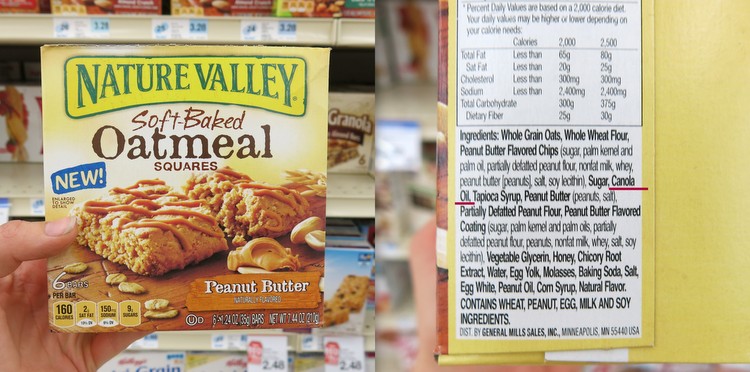 NATURE VALLEY
Soft-Baked
Oatmeal
SQUARES
NEW!
ENLARGED TO
SHOW
DETAIL
Peanut Butter
NATURALLY FLAVORED
6 BARS
PER BAR
160
CALORIES
2g
SAT FAT
150mg
SODIUM
9g
SUGARS
U D 6-1.24 OZ (35g) BARS NET WT 7.44 OZ (210g)
Granola
2.48
2.48
* Percent Daily Values are based on a 2,000 calorie diet.
Your daily values may be higher or lower depending on
your calorie needs:
Calories 2,000 2,500
Total Fat Less than 65g 80g
Sat Fat Less than 20g 25g
Cholesterol Less than 300mg 300mg
Sodium Less than 2,400mg 2,400mg
Total Carbohydrate 300g 375g
Dietary Fiber 25g 30g
Ingredients: Whole Grain Oats, Whole Wheat Flour,
Peanut Butter Flavored Chips (sugar, palm kernel and
palm oil, partially defatted peanut flour, nonfat milk, whey,
peanut butter [peanuts], salt, soy lecithin), Sugar, Canola
Oil, Tapioca Syrup, Peanut Butter (peanuts, salt),
Partially Defatted Peanut Flour, Peanut Butter Flavored
Coating (sugar, palm kernel and palm oils, partially
defatted peanut flour, peanuts, nonfat milk, whey, salt, soy
lecithin), Vegetable Glycerin, Honey, Chicory Root
Extract, Water, Egg Yolk, Molasses, Baking Soda, Salt,
Egg White, Peanut Oil, Corn Syrup, Natural Flavor.
CONTAINS WHEAT, PEANUT, EGG, MILK AND SOY
INGREDIENTS.
DIST. BY GENERAL MILLS SALES, INC., MINNEAPOLIS, MN 55440 USA